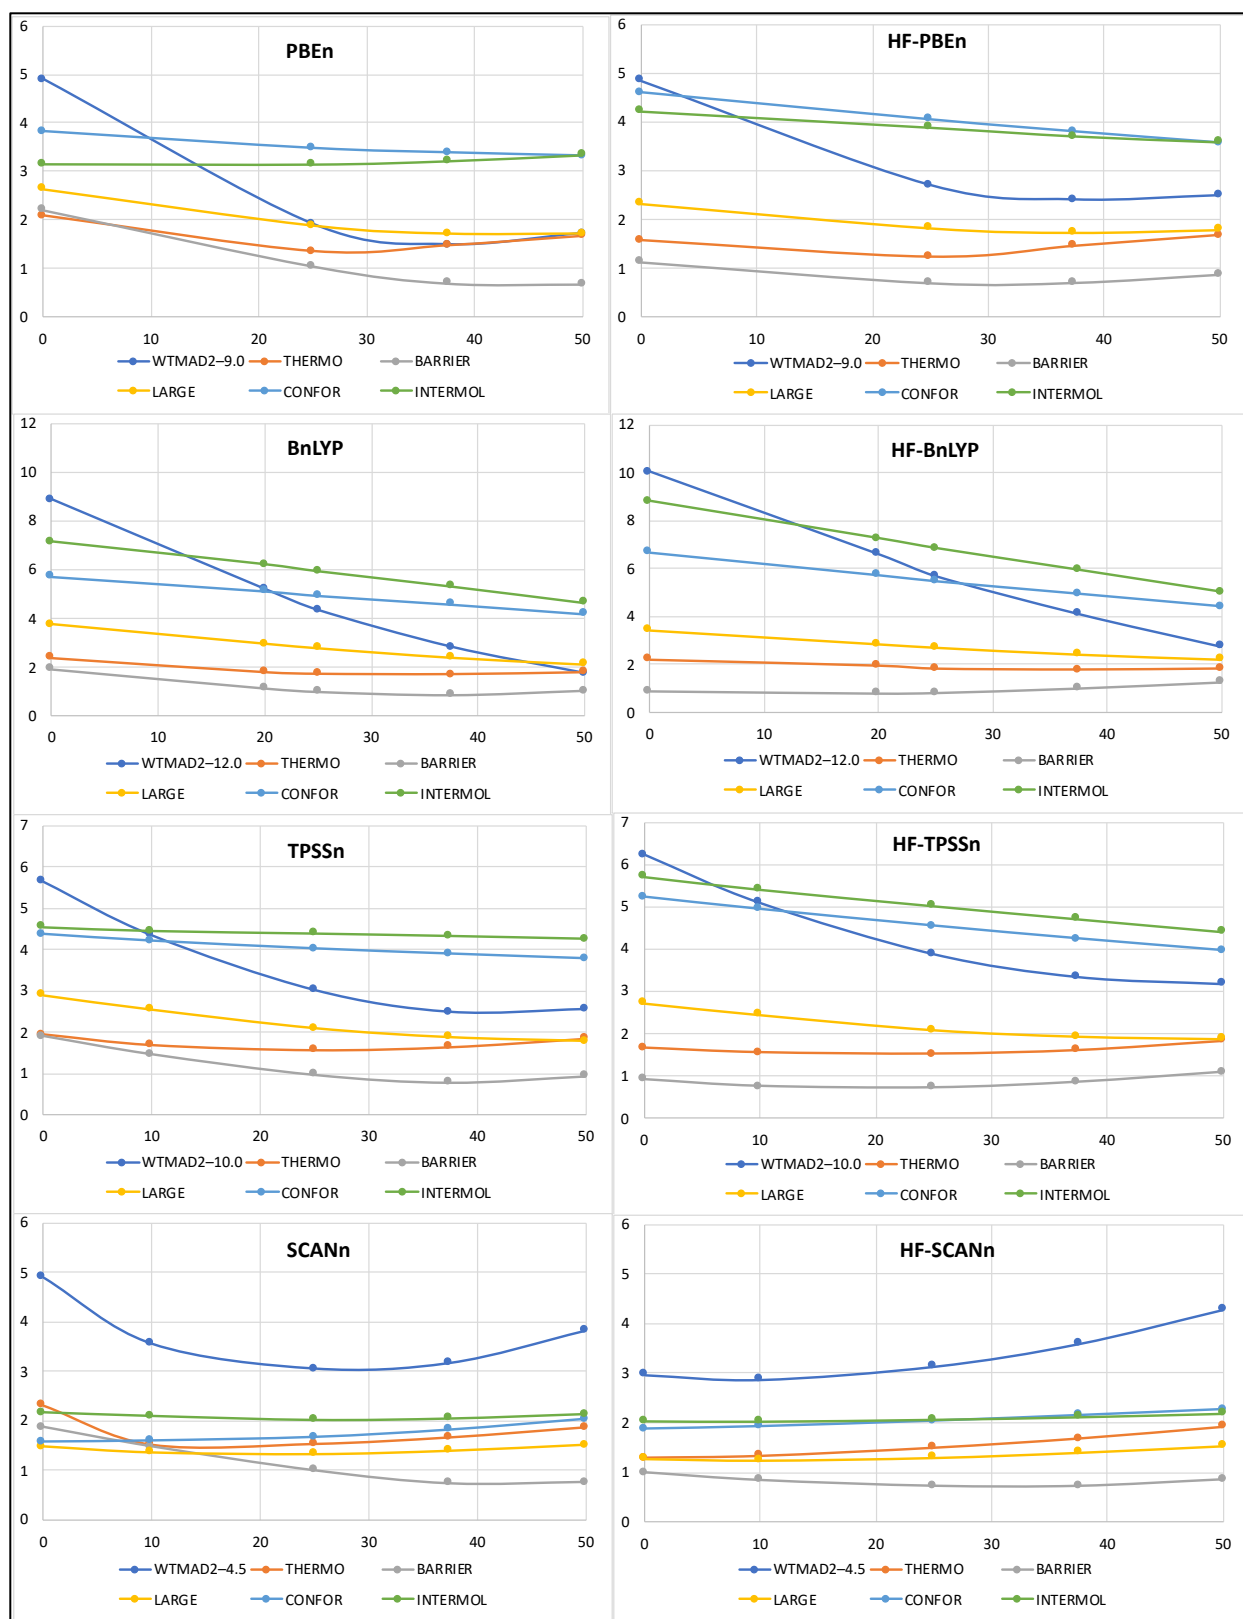 PBEn
6
5
4
3
2
1
0
0 10 20 30 40 50
WTMAD2–9.0 THERMO BARRIER
LARGE CONFOR INTERMOL
HF-PBEn
6
5
4
3
2
1
0
0 10 20 30 40 50
WTMAD2–9.0 THERMO BARRIER
LARGE CONFOR INTERMOL
BnLYP
12
10
8
6
4
2
0
0 10 20 30 40 50
WTMAD2–12.0 THERMO BARRIER
LARGE CONFOR INTERMOL
HF-BnLYP
12
10
8
6
4
2
0
0 10 20 30 40 50
WTMAD2–12.0 THERMO BARRIER
LARGE CONFOR INTERMOL
TPSSn
7
6
5
4
3
2
1
0
0 10 20 30 40 50
WTMAD2–10.0 THERMO BARRIER
LARGE CONFOR INTERMOL
HF-TPSSn
7
6
5
4
3
2
1
0
0 10 20 30 40 50
WTMAD2–10.0 THERMO BARRIER
LARGE CONFOR INTERMOL
SCANn
6
5
4
3
2
1
0
0 10 20 30 40 50
WTMAD2–4.5 THERMO BARRIER
LARGE CONFOR INTERMOL
HF-SCANn
6
5
4
3
2
1
0
0 10 20 30 40 50
WTMAD2–4.5 THERMO BARRIER
LARGE CONFOR INTERMOL